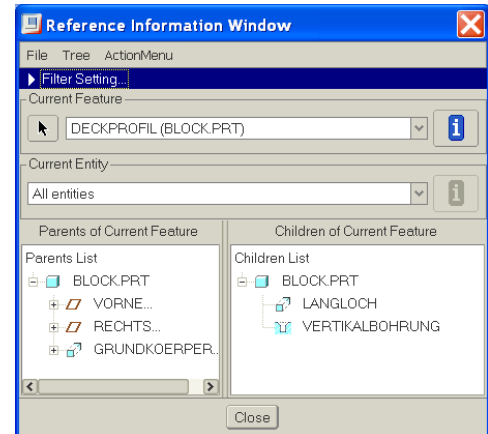 Reference Information Window
File Tree ActionMenu
Filter Setting...
Current Feature
DECKPROFIL (BLOCK.PRT)
Current Entity
All entities
Parents of Current Feature
Parents List
BLOCK.PRT
VORNE...
RECHTS...
GRUNDKOERPER..
Children of Current Feature
Children List
BLOCK.PRT
LANGLOCH
VERTIKALBOHRUNG
Close